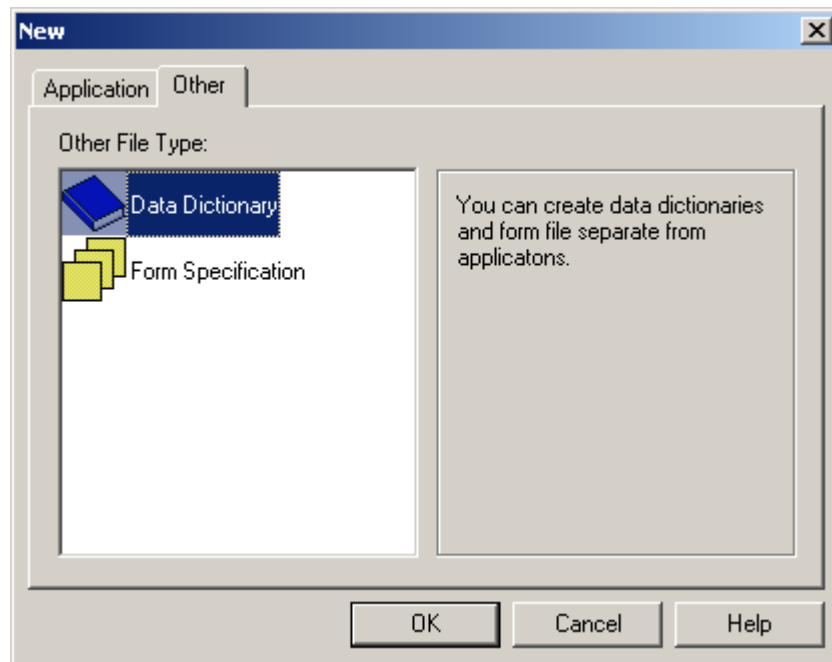 New
Application
Other
Other File Type:
Data Dictionary
Form Specification
You can create data dictionaries
and form file separate from
applicatons.
OK
Cancel
Help